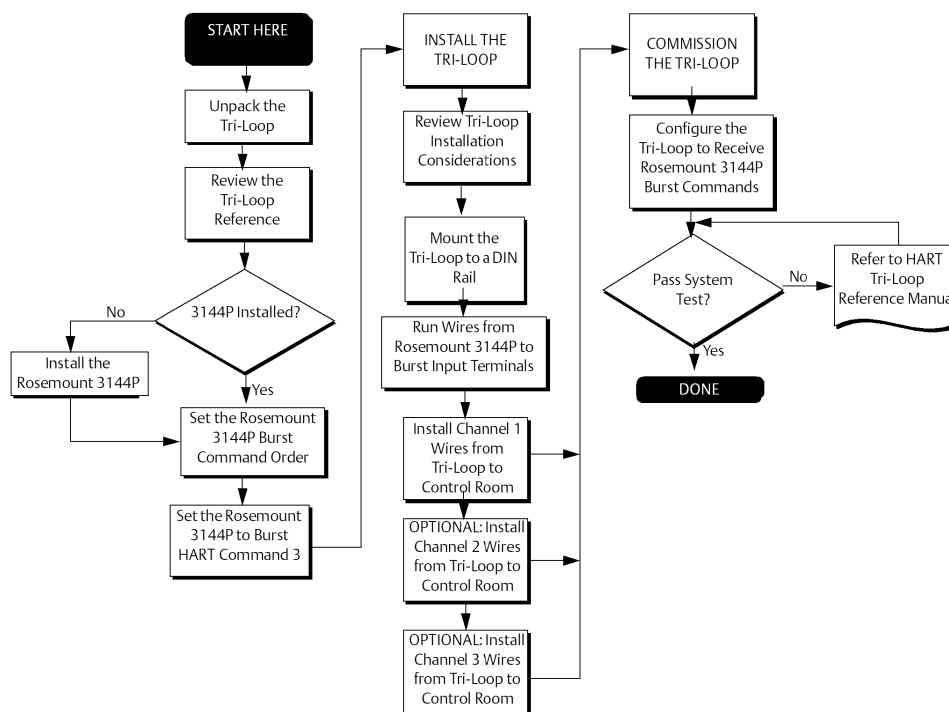 START HERE
Unpack the
Tri-Loop
Review the
Tri-Loop
Reference
3144P Installed?
No
Install the
Rosemount 3144P
Yes
Set the Rosemount
3144P Burst
Command Order
Set the Rosemount
3144P to Burst
HART Command 3
INSTALL THE
TRI-LOOP
Review Tri-Loop
Installation
Considerations
Mount the
Tri-Loop to a DIN
Rail
Run Wires from
Rosemount 3144P to
Burst Input Terminals
Install Channel 1
Wires from
Tri-Loop to
Control Room
OPTIONAL: Install
Channel 2 Wires
from Tri-Loop to
Control Room
OPTIONAL: Install
Channel 3 Wires
from Tri-Loop to
Control Room
COMMISSION
THE TRI-LOOP
Configure the
Tri-Loop to Receive
Rosemount 3144P
Burst Commands
Pass System
Test?
No
Refer to HART
Tri-Loop
Reference Manua
Yes
DONE